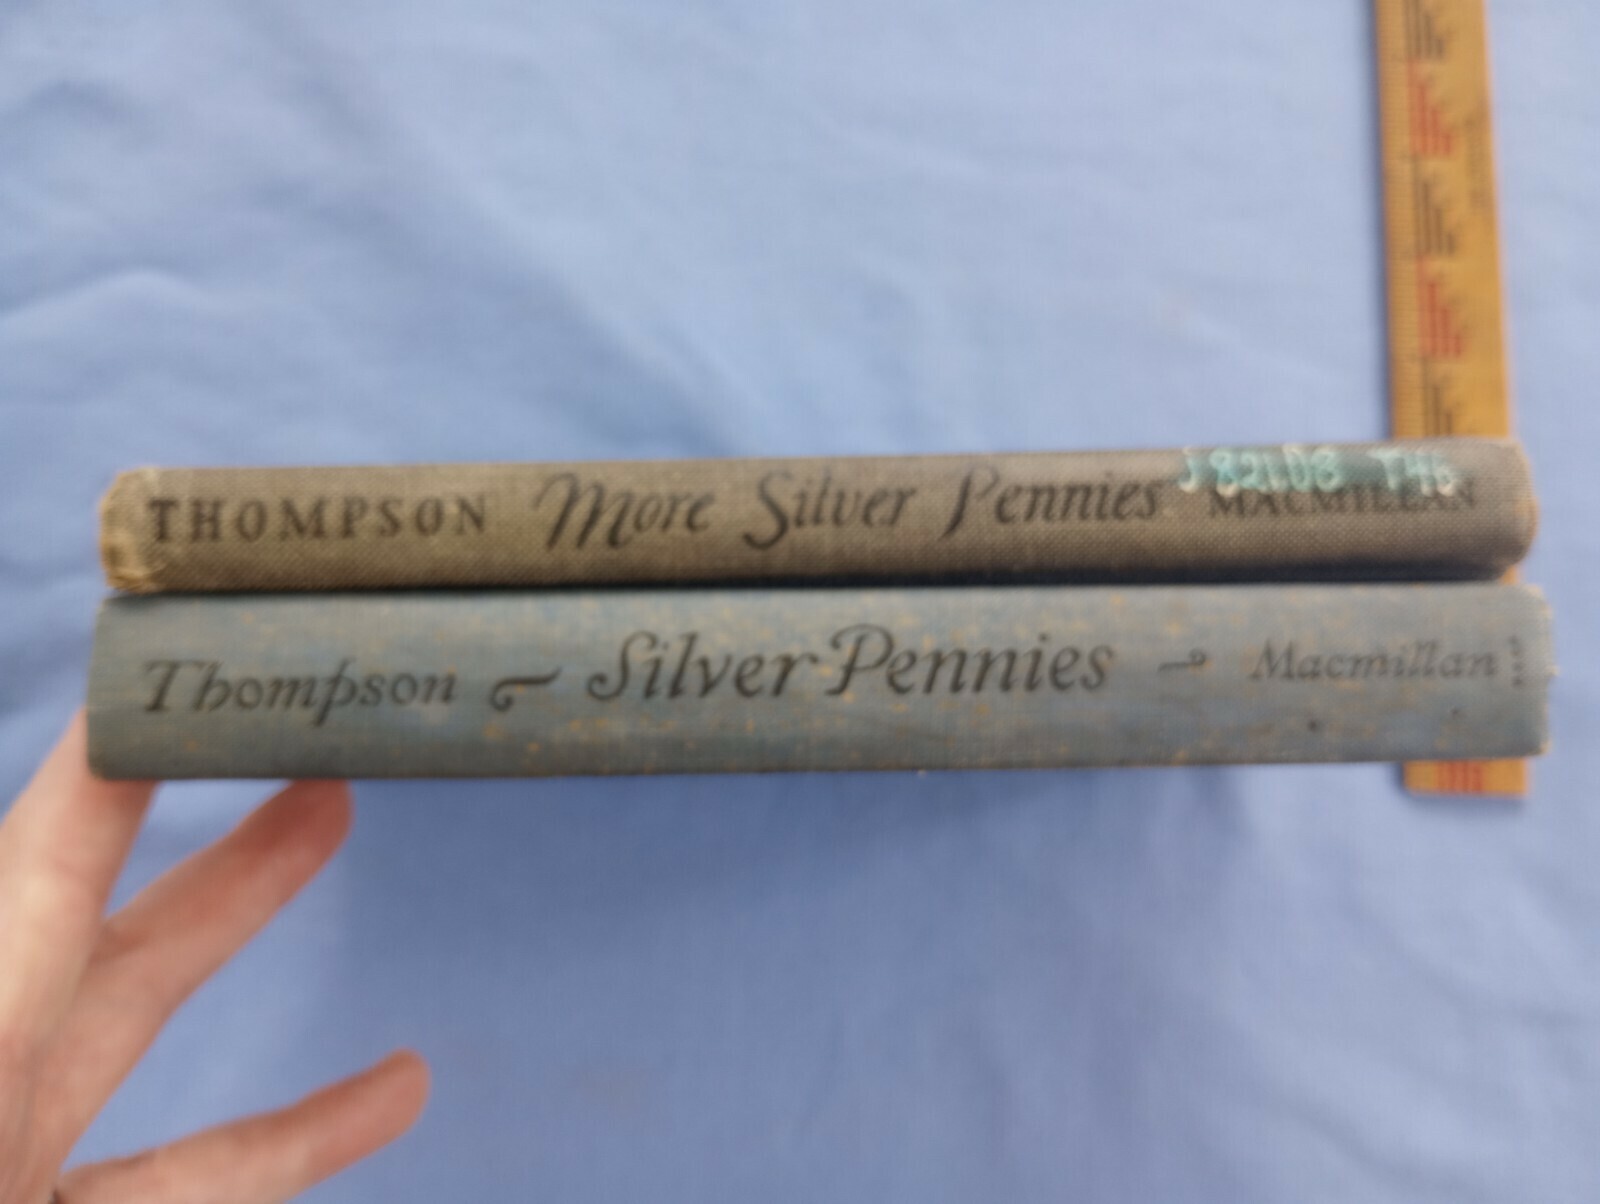 THOMPSON More Silver Pennies MACMILLAN
J 821.08 T46
Thompson Silver Pennies Macmillan